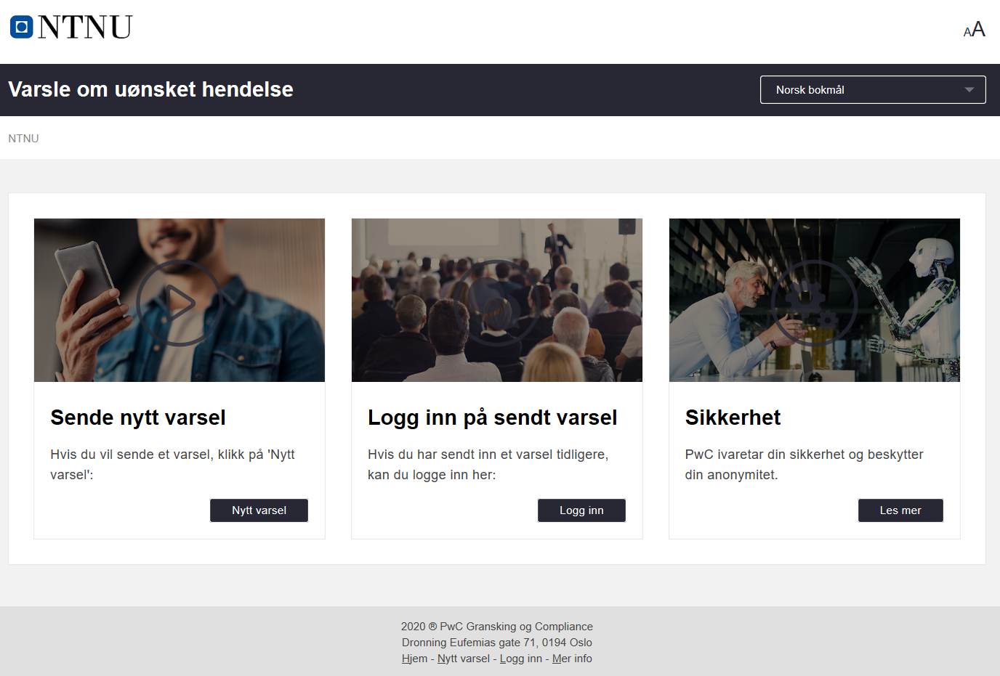 NTNU
AA
Varsle om uønsket hendelse
Norsk bokmål
NTNU
Sende nytt varsel
Hvis du vil sende et varsel, klikk på 'Nytt
varsel':
Nytt varsel
Logg inn på sendt varsel
Hvis du har sendt inn et varsel tidligere,
kan du logge inn her:
Logg inn
Sikkerhet
PwC ivaretar din sikkerhet og beskytter
din anonymitet.
Les mer
2020 ® PwC Gransking og Compliance
Dronning Eufemias gate 71, 0194 Oslo
Hjem - Nytt varsel - Logg inn - Mer info